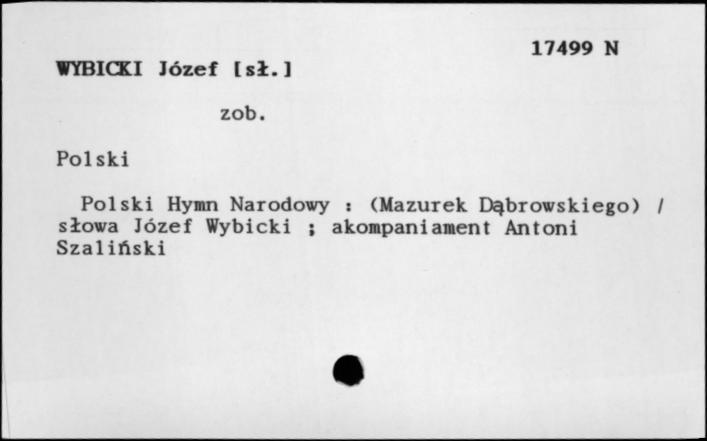 17499 N
WYBICKI Józef [sł.]
zob.
Polski
Polski Hymn Narodowy : (Mazurek Dąbrowskiego) /
słowa Józef Wybicki ; akompaniament Antoni
Szaliński